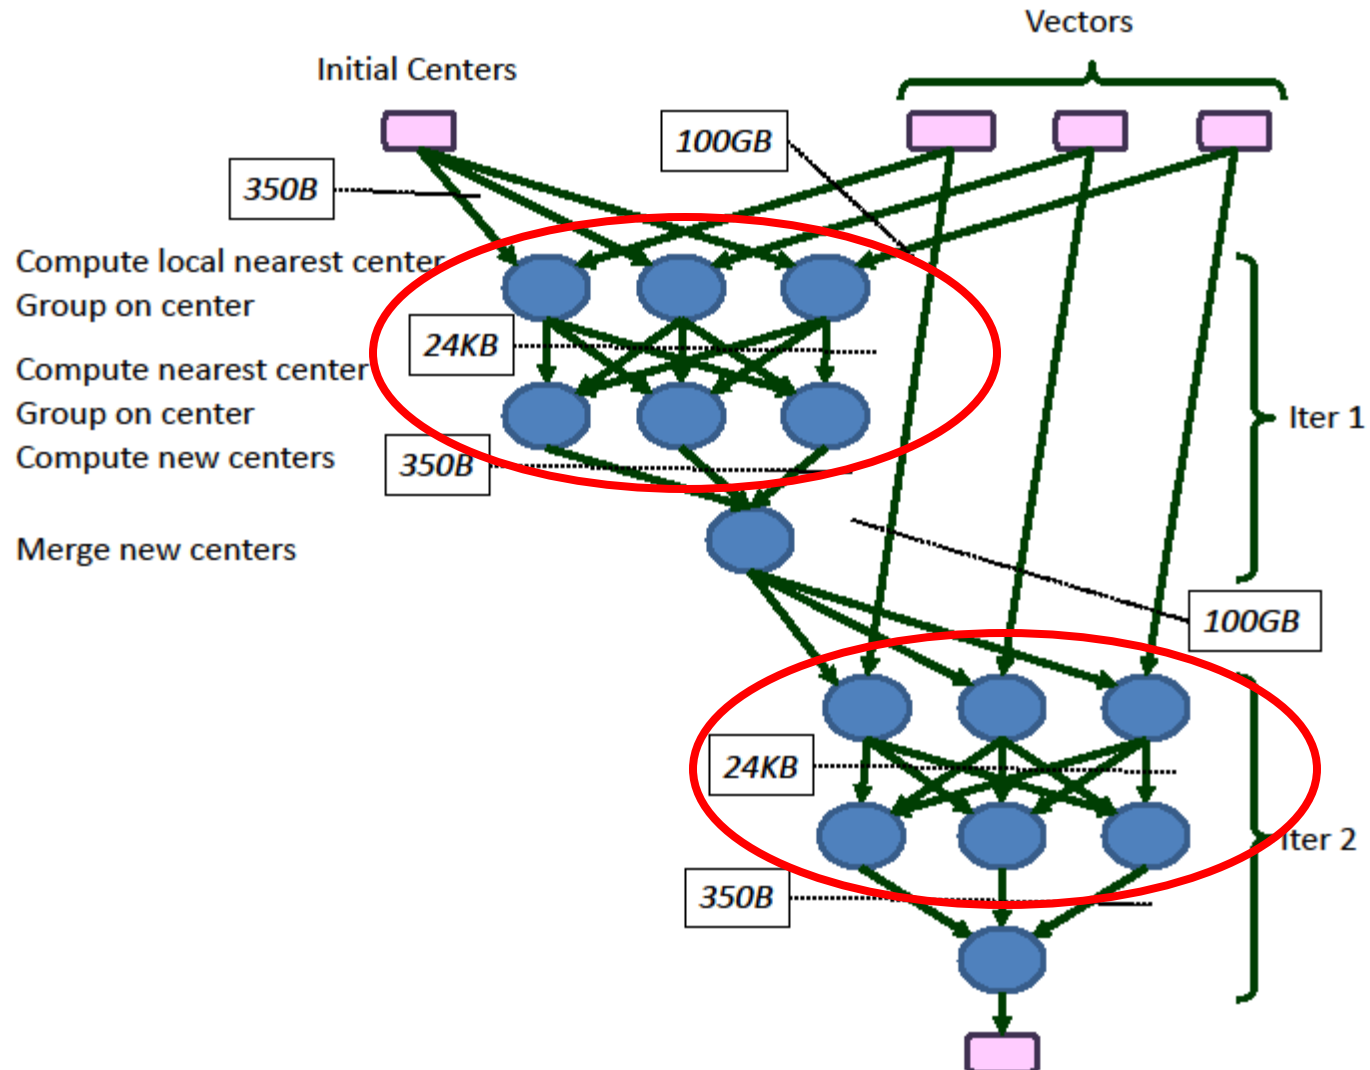 Vectors
Initial Centers
100GB
350B
Compute local nearest center
Group on center
24KB
Compute nearest center
Group on center
Iter 1
Compute new centers
350B
Merge new centers
100GB
24KB
Iter 2
350B